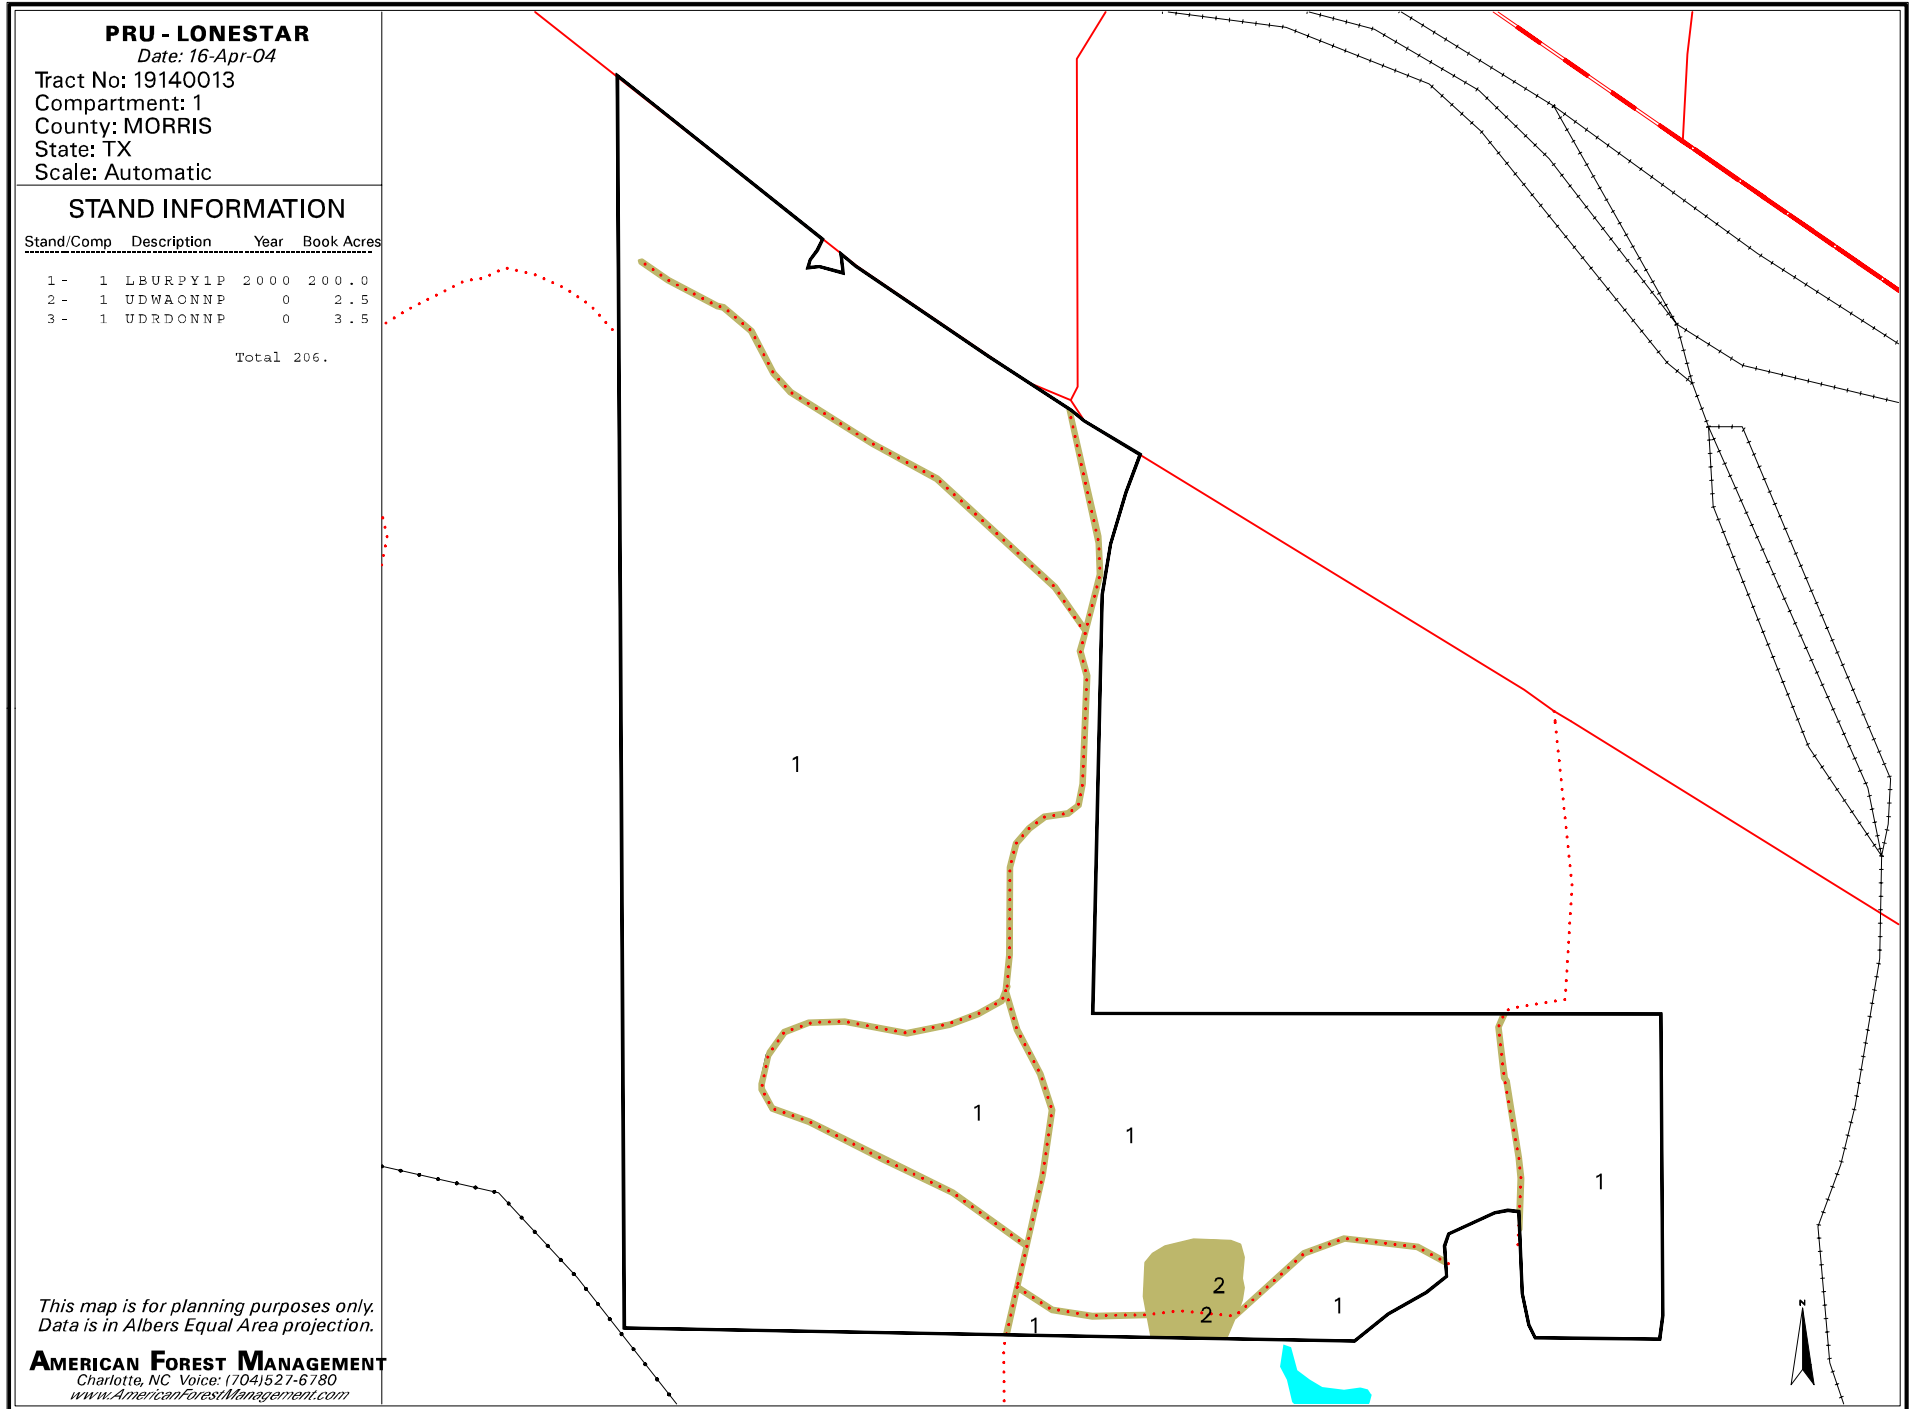 PRU - LONESTAR
Date: 16-Apr-04
Tract No: 19140013
Compartment: 1
County: MORRIS
State: TX
Scale: Automatic
STAND INFORMATION
Stand/Comp Description Year Book Acres
1 - 1 LBURPY1P 2000 200.0
2 - 1 UDWAONNP 0 2.5
3 - 1 UDRDONNP 0 3.5
Total 206.
1
1
1
1
2
2
1
1
N
This map is for planning purposes only.
Data is in Albers Equal Area projection.
AMERICAN FOREST MANAGEMENT
Charlotte, NC Voice: (704)527-6780
www.AmericanForestManagement.com